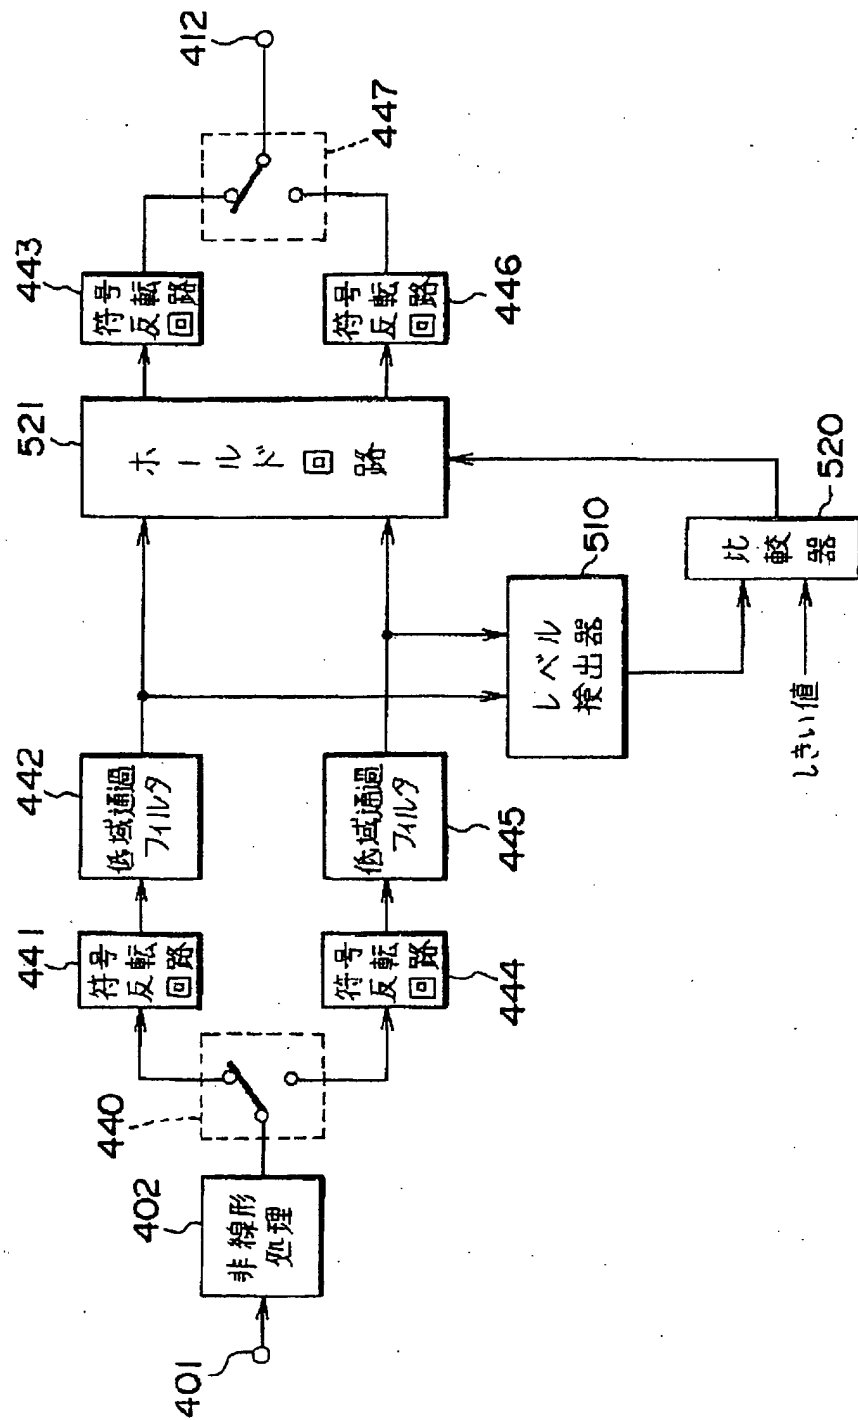 401
402
非線形
処理
440
441
符号
反転
回路
442
低域通過
フィルタ
444
符号
反転
回路
445
低域通過
フィルタ
510
レベル
検出器
しきい値
520
比較器
521
ホールド回路
443
符号
反転
回路
446
符号
反転
回路
447
412